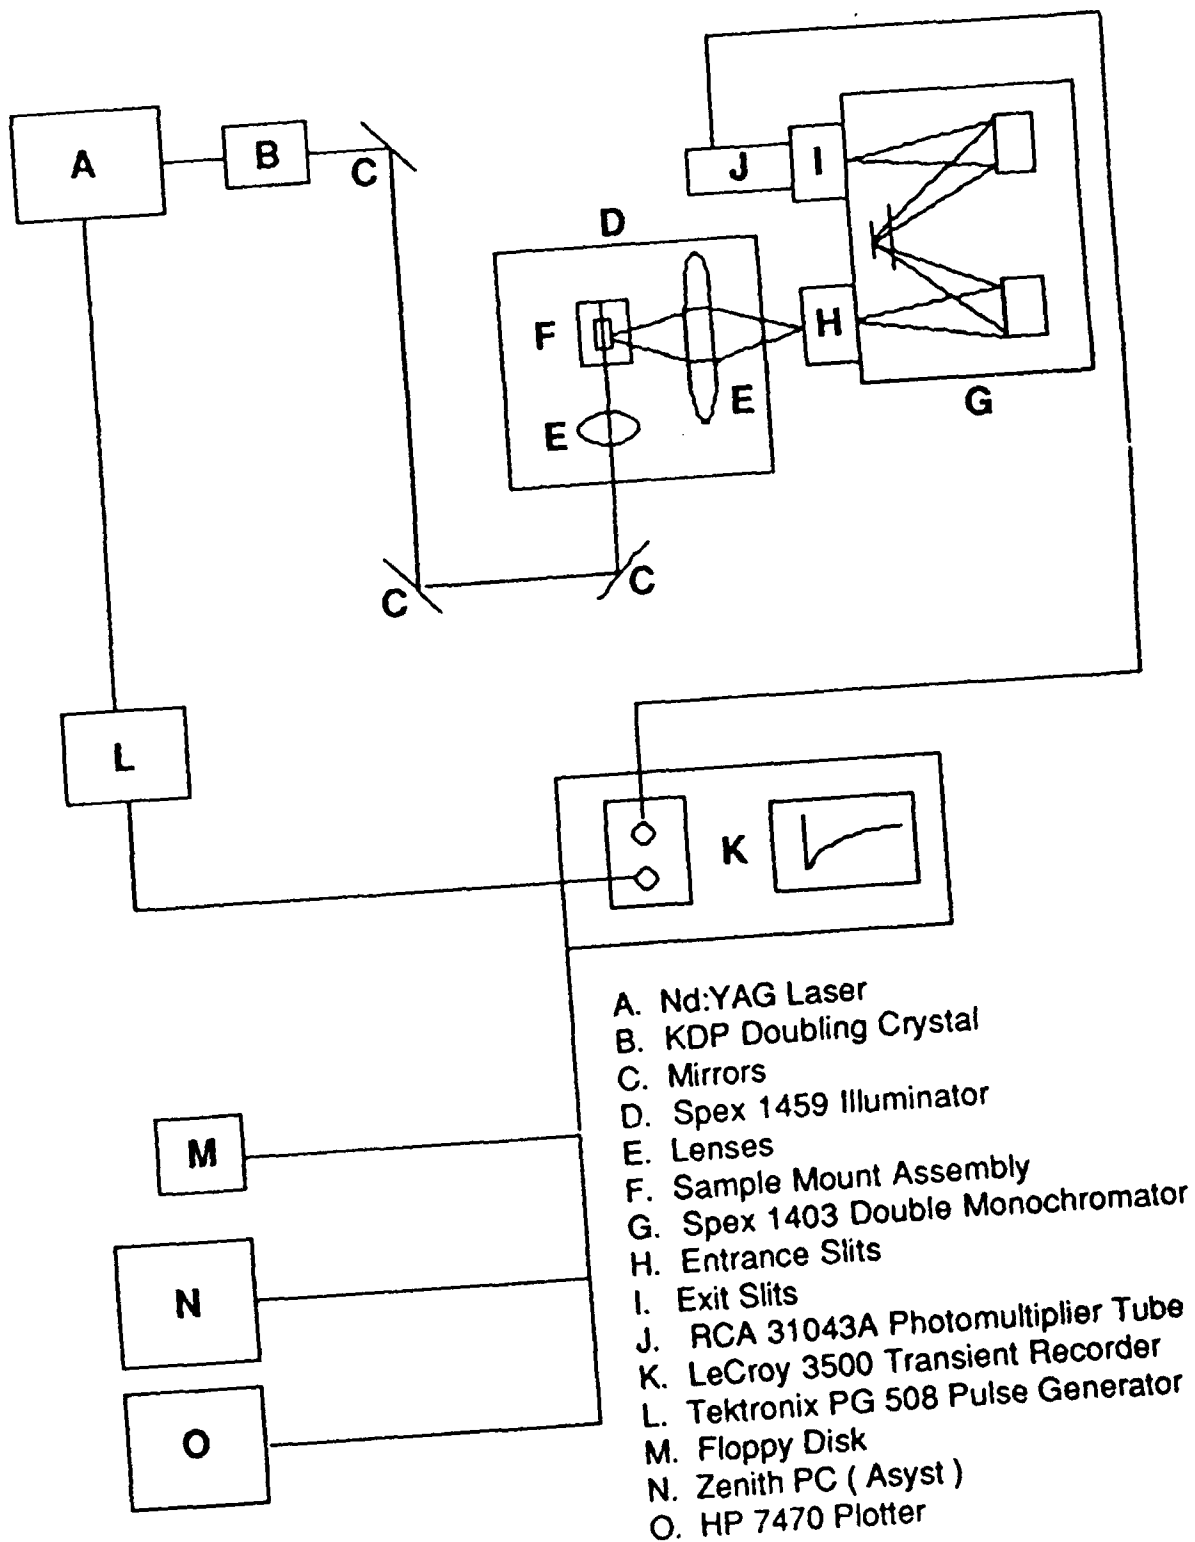 A
B
C
D
J
I
F
H
E
E
G
C
C
L
K
A. Nd:YAG Laser
B. KDP Doubling Crystal
C. Mirrors
D. Spex 1459 Illuminator
E. Lenses
F. Sample Mount Assembly
G. Spex 1403 Double Monochromator
H. Entrance Slits
I. Exit Slits
J. RCA 31043A Photomultiplier Tube
K. LeCroy 3500 Transient Recorder
L. Tektronix PG 508 Pulse Generator
M. Floppy Disk
N. Zenith PC ( Asyst )
O. HP 7470 Plotter
M
N
O